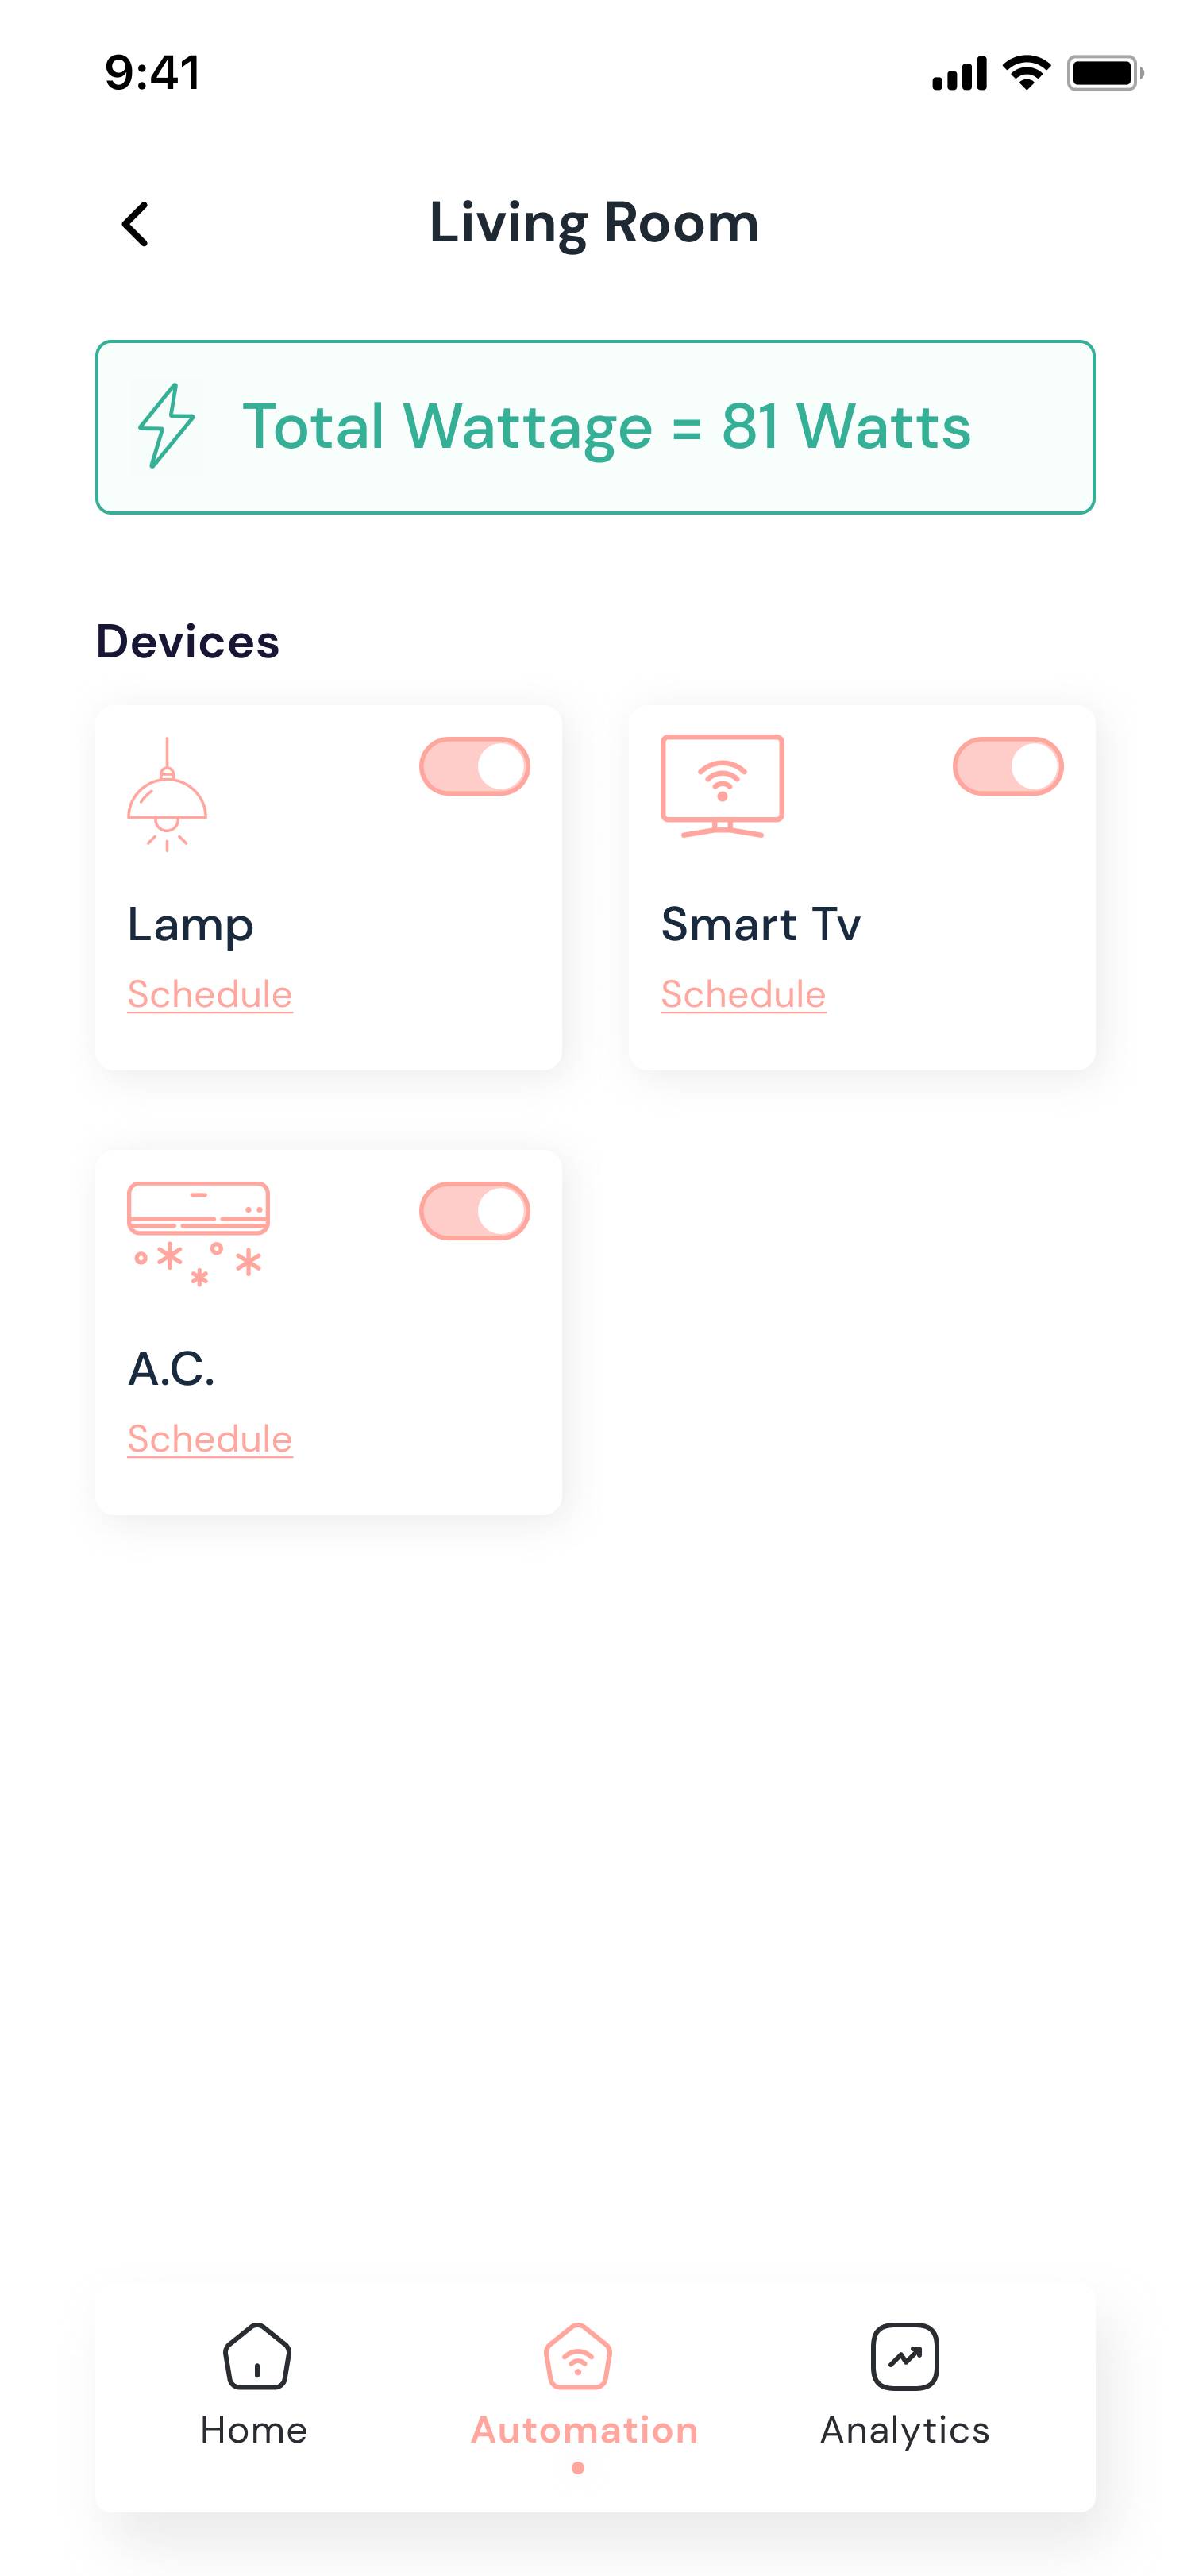 9:41
Living Room
Total Wattage = 81 Watts
Devices
Lamp
Schedule
Smart Tv
Schedule
A.C.
Schedule
Home
Automation
Analytics